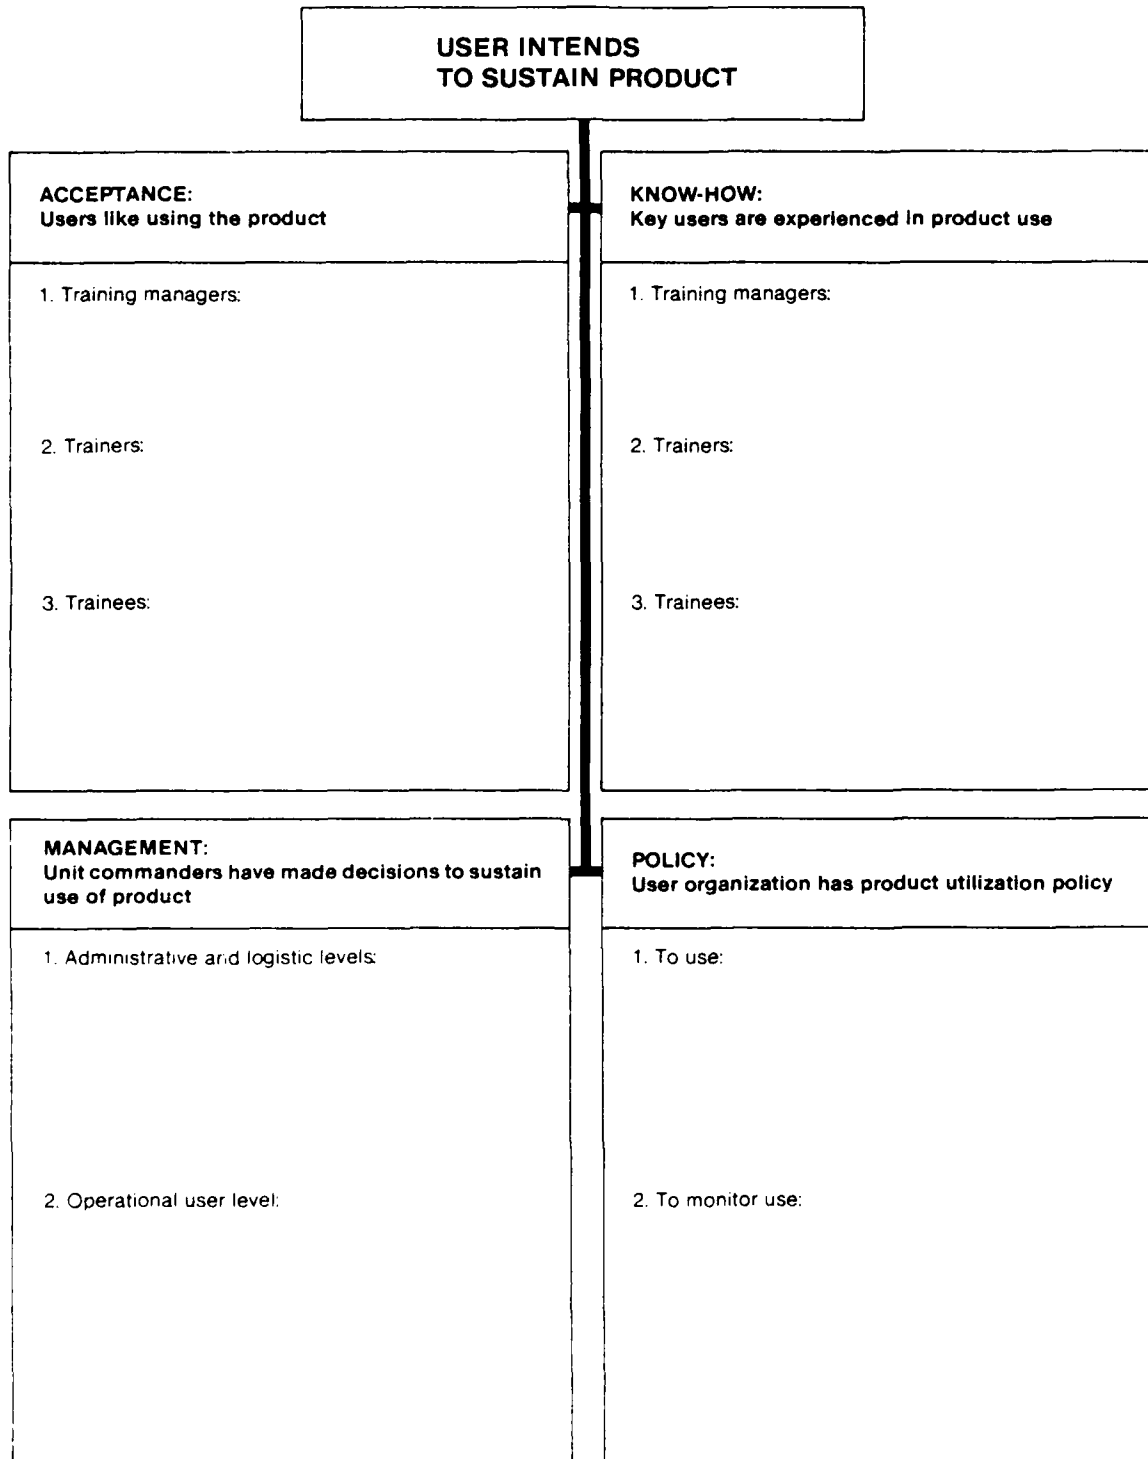 USER INTENDS
TO SUSTAIN PRODUCT
ACCEPTANCE:
Users like using the product
1. Training managers:
2. Trainers:
3. Trainees:
KNOW-HOW:
Key users are experienced in product use
1. Training managers:
2. Trainers:
3. Trainees:
MANAGEMENT:
Unit commanders have made decisions to sustain
use of product
1. Administrative and logistic levels:
2. Operational user level:
POLICY:
User organization has product utilization policy
1. To use:
2. To monitor use: